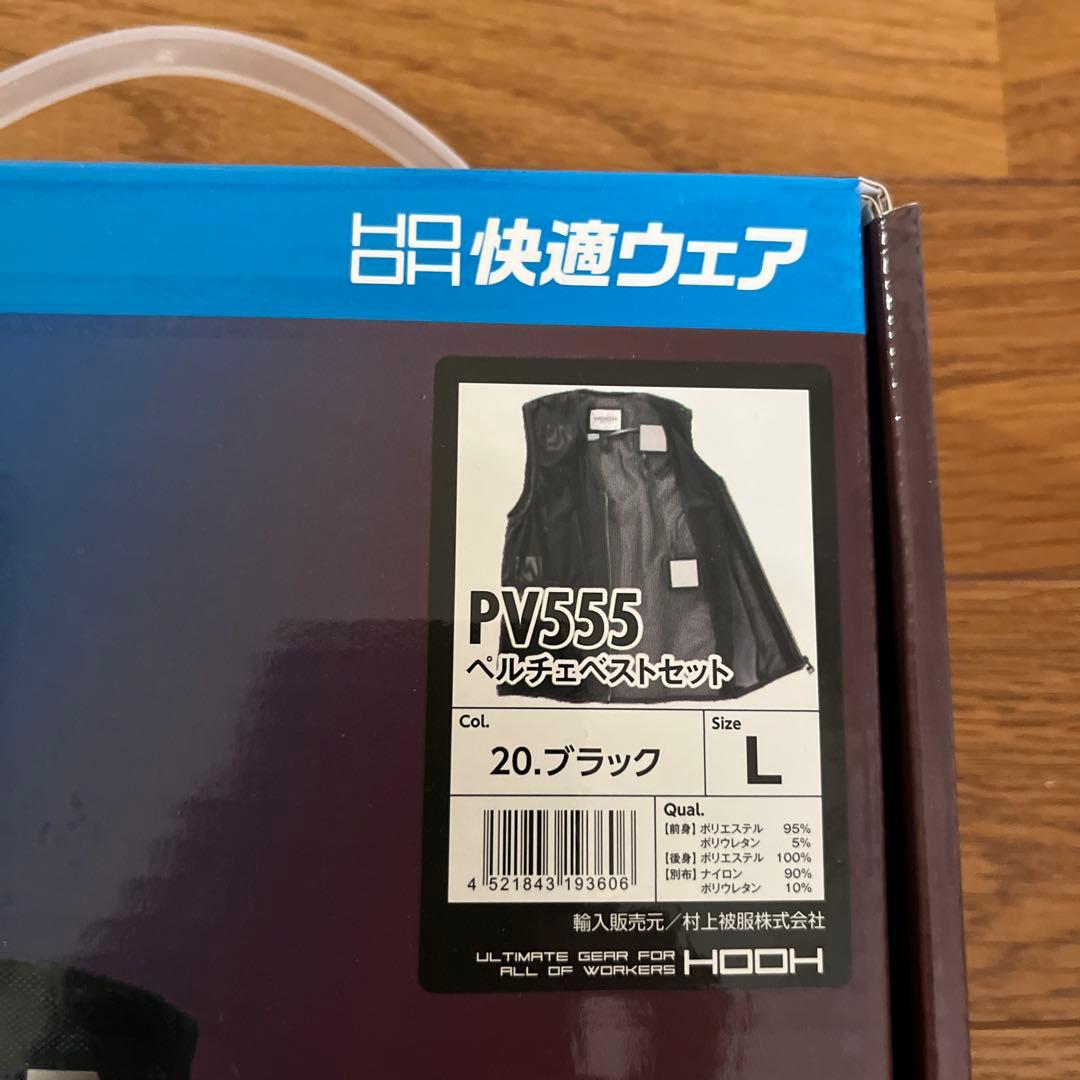 HOOH 快適ウェア
PV555
ペルチェベストセット
Col.
20.ブラック
Size
L
4 521843 193606
Qual.
【前身】ポリエステル 95%
ポリウレタン 5%
【後身】ポリエステル 100%
【別布】ナイロン 90%
ポリウレタン 10%
輸入販売元／村上被服株式会社
ULTIMATE GEAR FOR
ALL OF WORKERS HOOH